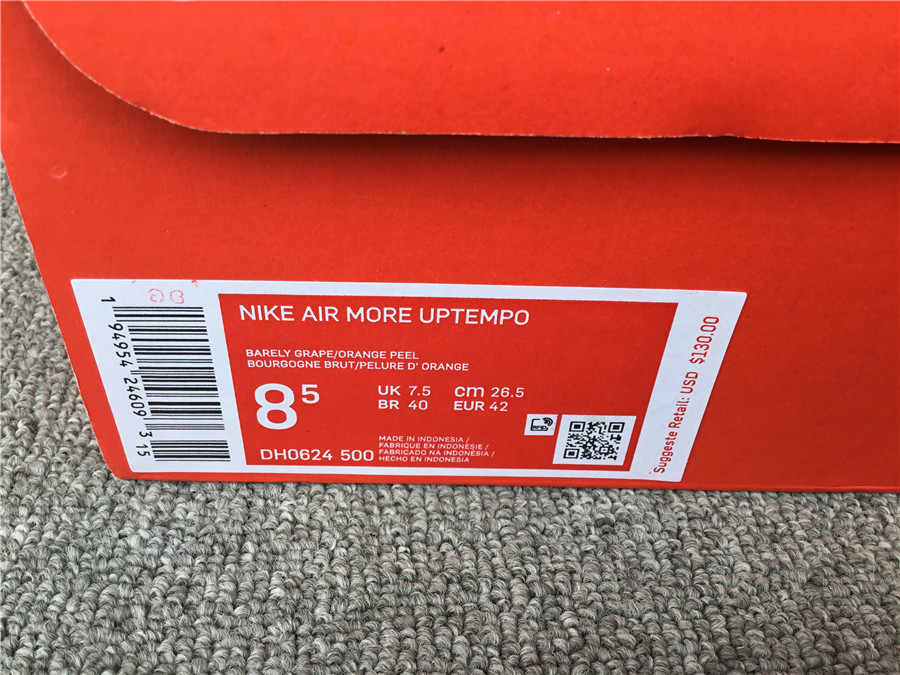 1 94954 24609 3 15
NIKE AIR MORE UPTEMPO
BARELY GRAPE/ORANGE PEEL
BOURGOGNE BRUT/PELURE D' ORANGE
8 5
UK 7.5 cm 26.5
BR 40 EUR 42
DH0624 500
MADE IN INDONESIA /
FABRIQUE EN INDONESIE /
FABRICADO NA INDONÉSIA /
HECHO EN INDONESIA
Suggeste Retail: USD $130.00